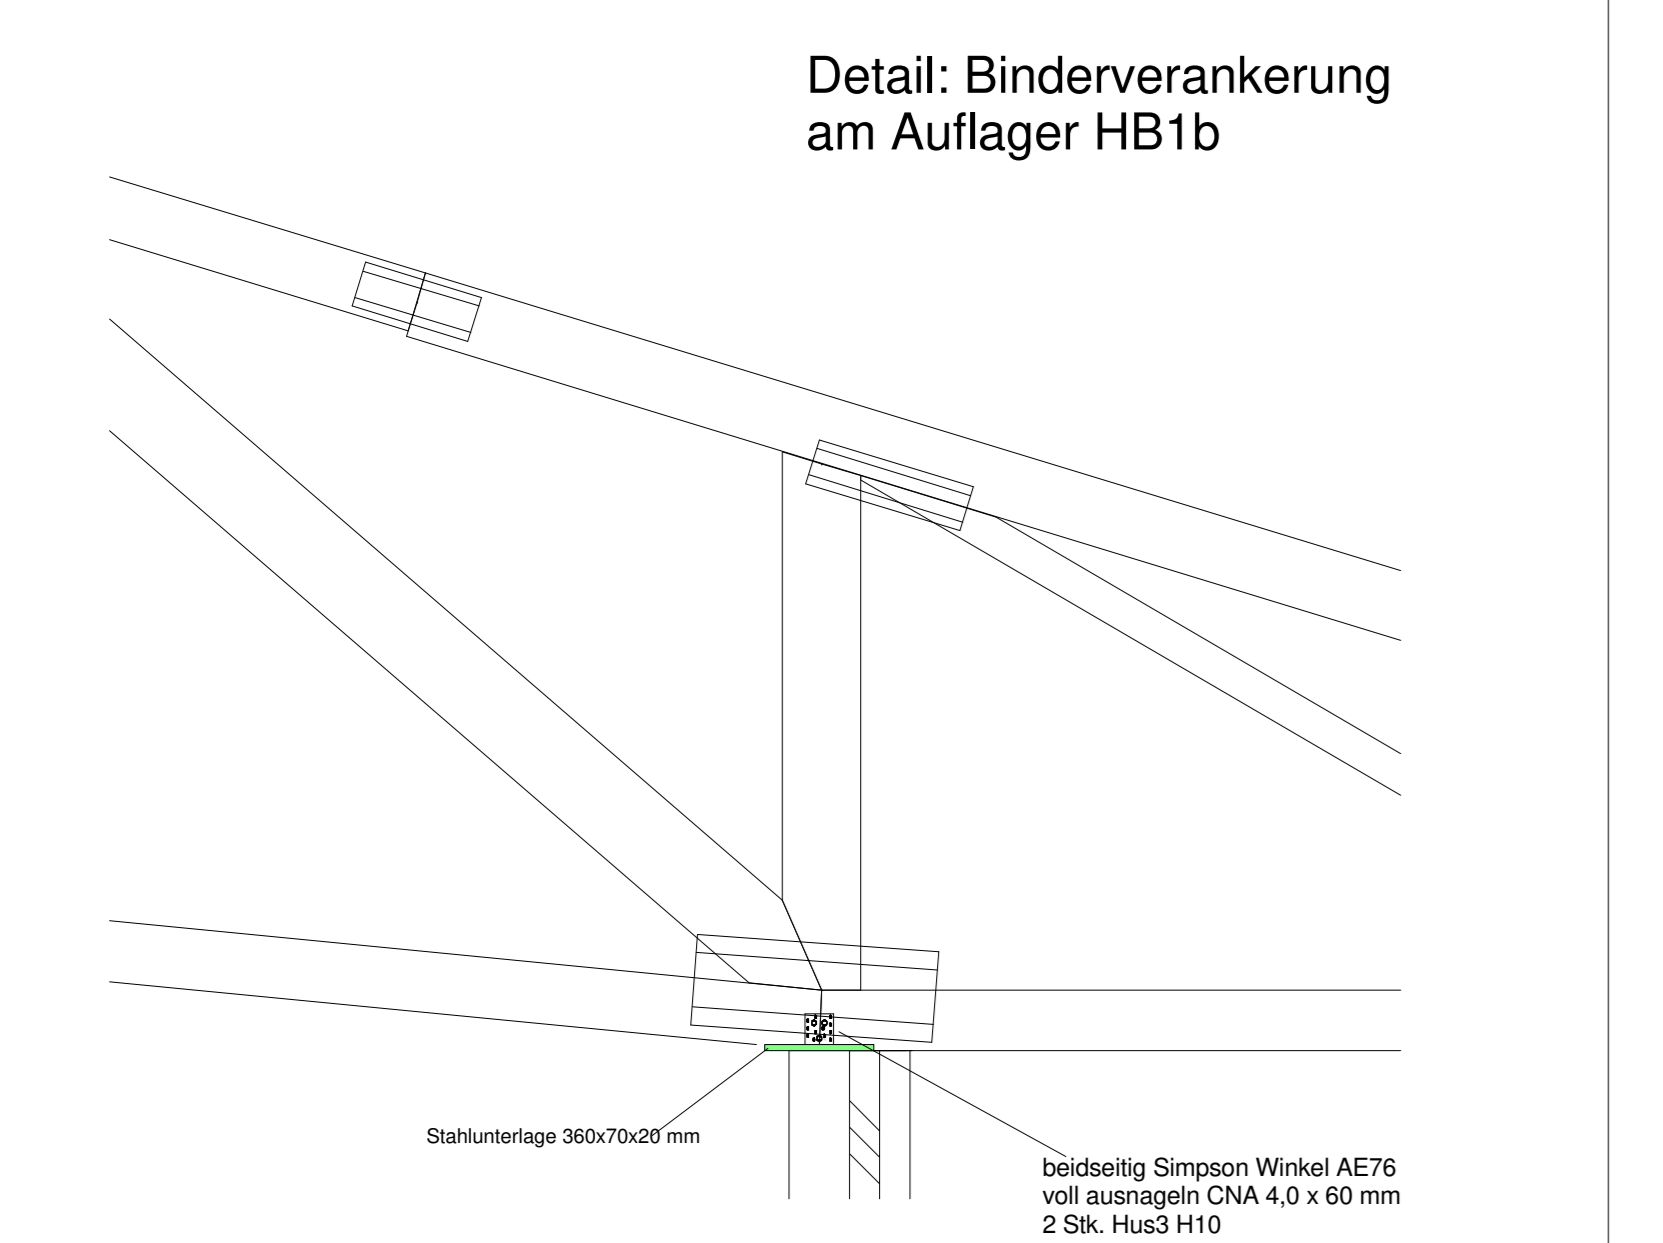 Detail: Binderverankerung
am Auflager HB1b
Stahlunterlage 360x70x20 mm
beidseitig Simpson Winkel AE76
voll ausnageln CNA 4,0 x 60 mm
2 Stk. Hus3 H10